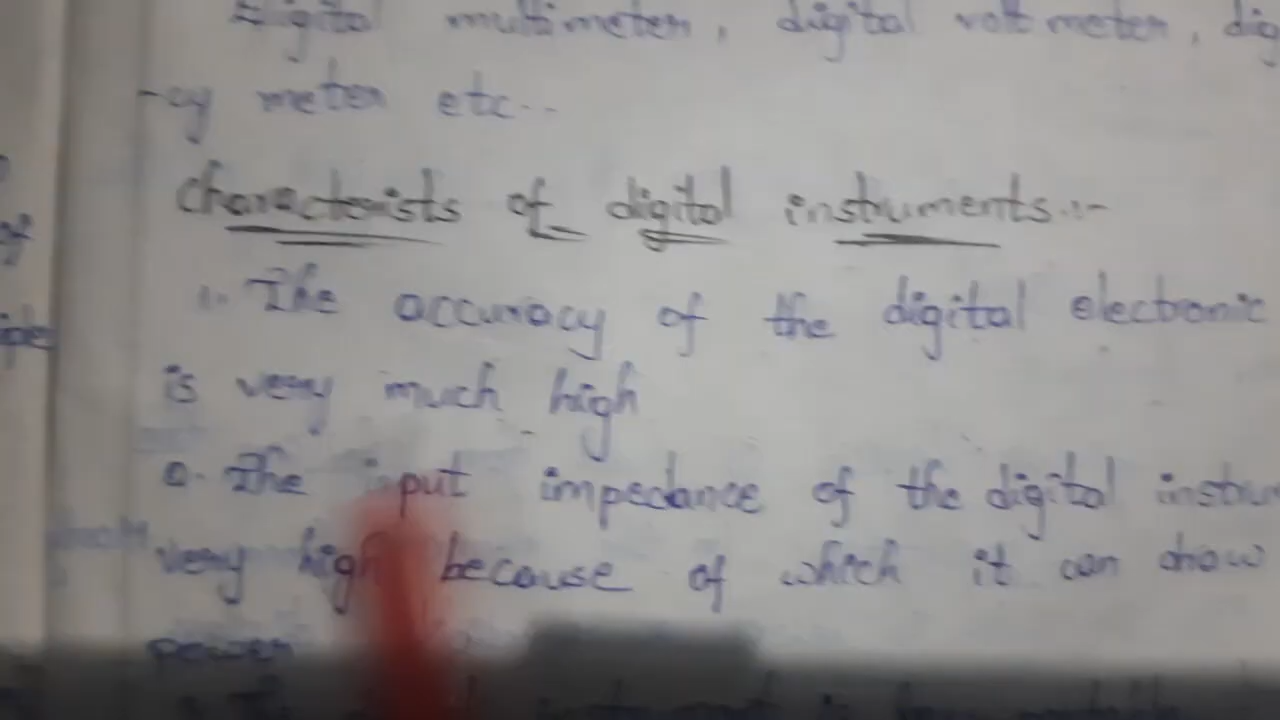 Digital multimeter, digital voltmeter, dig
-cy meter etc...
Charactorists of digital instruments :-
1. The accuracy of the digital electronic
is very much high
2. The input impedance of the digital instru
very high because of which it can draw
power